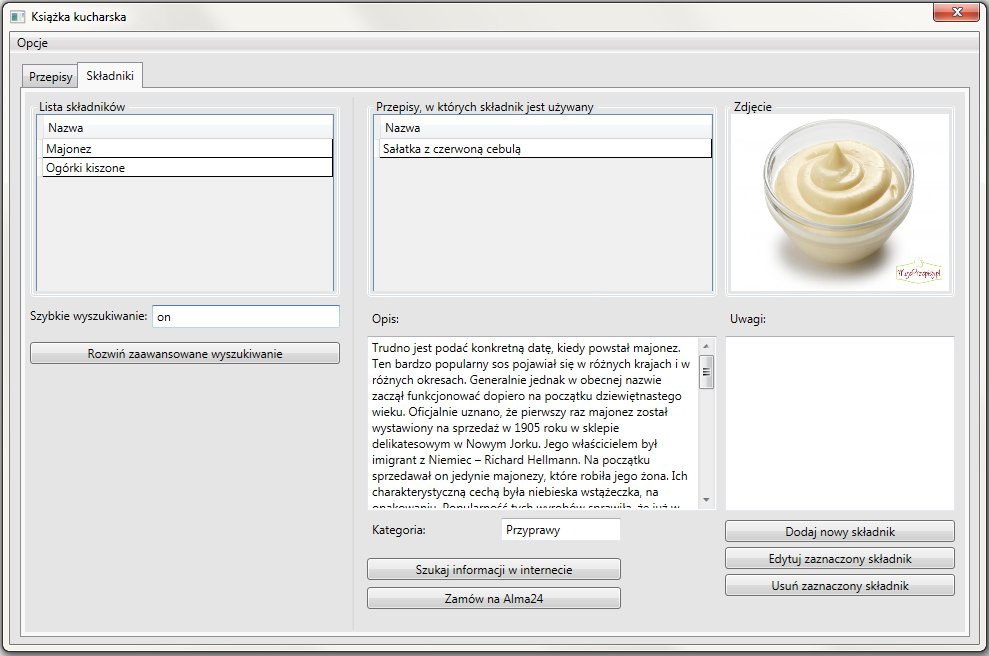 Książka kucharska
Opcje
Przepisy
Składniki
Lista składników
Nazwa
Majonez
Ogórki kiszone
Szybkie wyszukiwanie:
on
Rozwiń zaawansowane wyszukiwanie
Przepisy, w których składnik jest używany
Nazwa
Sałatka z czerwoną cebulą
Zdjęcie
Opis:
Trudno jest podać konkretną datę, kiedy powstał majonez.
Ten bardzo popularny sos pojawiał się w różnych krajach i w
różnych okresach. Generalnie jednak w obecnej nazwie
zaczął funkcjonować dopiero na początku dziewiętnastego
wieku. Oficjalnie uznano, że pierwszy raz majonez został
wystawiony na sprzedaż w 1905 roku w sklepie
delikatesowym w Nowym Jorku. Jego właścicielem był
imigrant z Niemiec – Richard Hellmann. Na początku
sprzedawał on jedynie majonezy, które robiła jego żona. Ich
charakterystyczną cechą była niebieska wstążeczka, na
opakowaniu. Popularność tych wyrobów sprawiła, że już w
Kategoria:
Przyprawy
Szukaj informacji w internecie
Zamów na Alma24
Uwagi:
Dodaj nowy składnik
Edytuj zaznaczony składnik
Usuń zaznaczony składnik